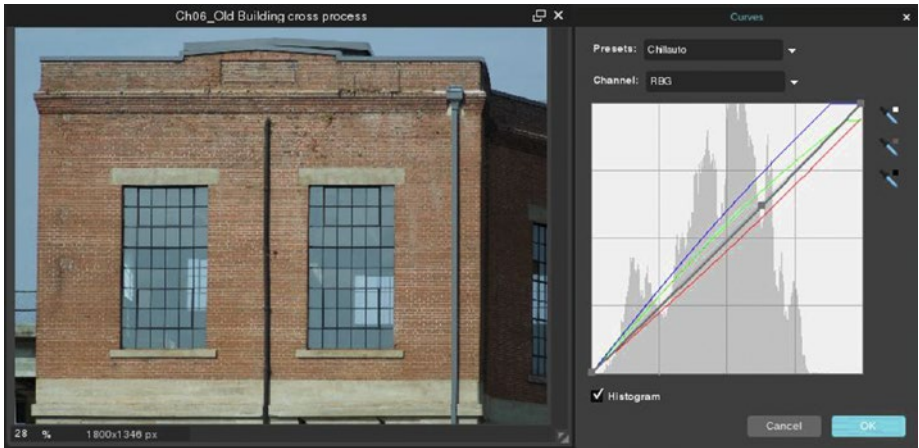 Ch06_Old Building cross process
28 % 1800x1346 px
Curves
Presets: Chillauto
Channel: RBG
Histogram
Cancel OK